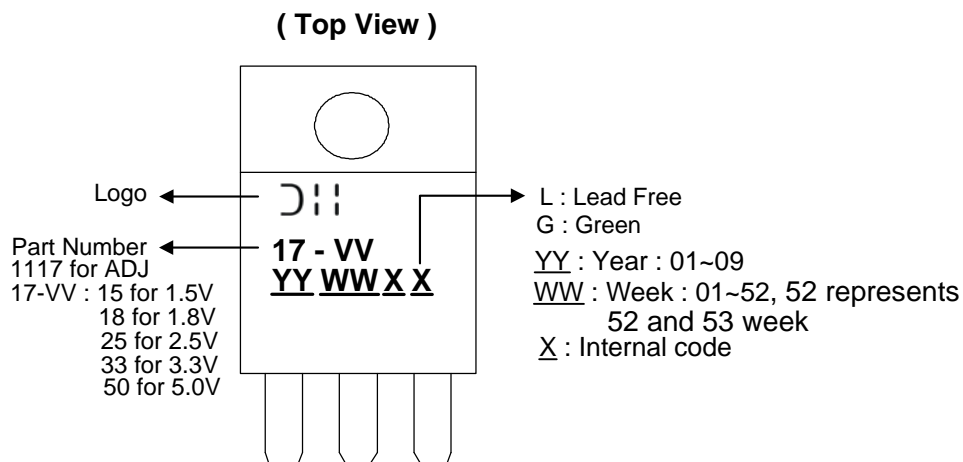 ( Top View )
Logo
Part Number
1117 for ADJ
17-VV : 15 for 1.5V
18 for 1.8V
25 for 2.5V
33 for 3.3V
50 for 5.0V
17 - VV
YY WW X X
L : Lead Free
G : Green
YY : Year : 01~09
WW : Week : 01~52, 52 represents
52 and 53 week
X : Internal code